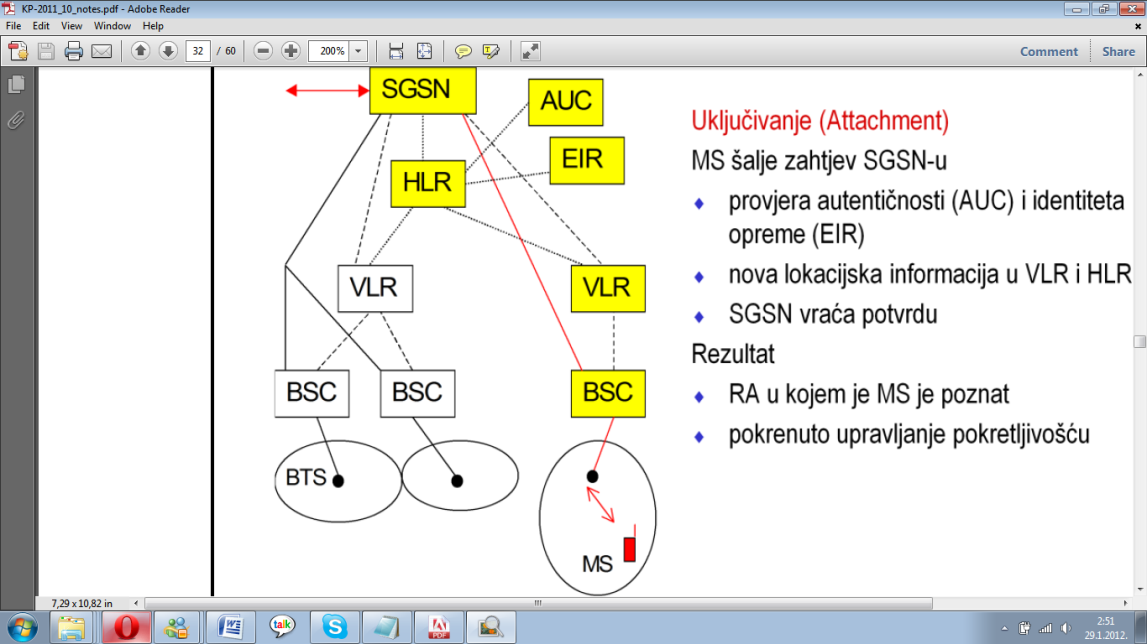 KP-2011_10_notes.pdf - Adobe Reader
File Edit View Window Help
32 / 60 200% Comment Share
SGSN
AUC
EIR
HLR
VLR
VLR
BSC
BSC
BSC
BTS
MS
Uključivanje (Attachment)
MS šalje zahtjev SGSN-u
provjera autentičnosti (AUC) i identiteta
opreme (EIR)
nova lokacijska informacija u VLR i HLR
SGSN vraća potvrdu
Rezultat
RA u kojem je MS je poznat
pokrenuto upravljanje pokretljivošću
7,29 x 10,82 in
talk
PDF
2:51
29.1.2012.